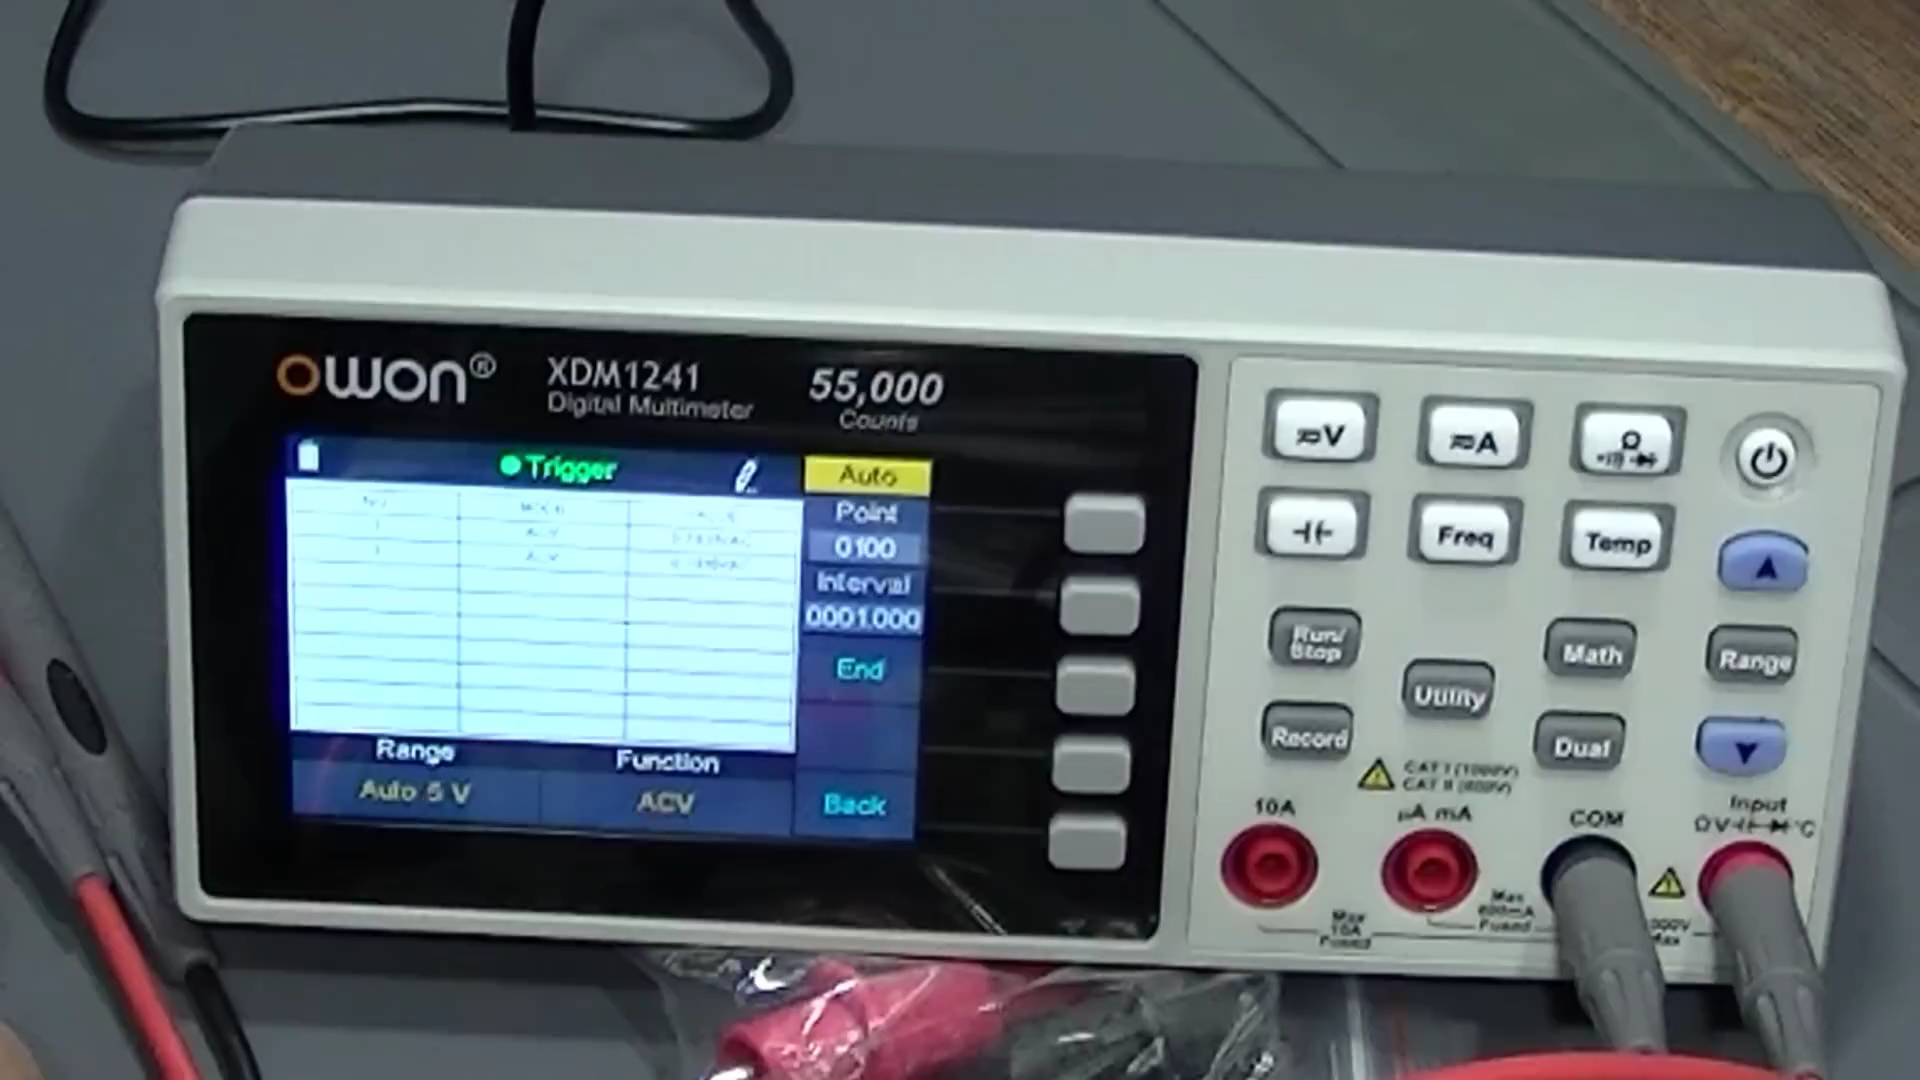 owon®
XDM1241
Digital Multimeter
55,000
Counts
Trigger
Auto
Point
0100
Interval
0001.000
End
Back
Range
Function
Auto 5 V
ACV
V
A
Ω
Freq
Temp
Run/
Stop
Math
Range
Utility
Record
Dual
CAT I (1000V)
CAT II (600V)
10A
μA mA
COM
Input
ΩV °C
Max
10A
Fused
Max
Fused
Max